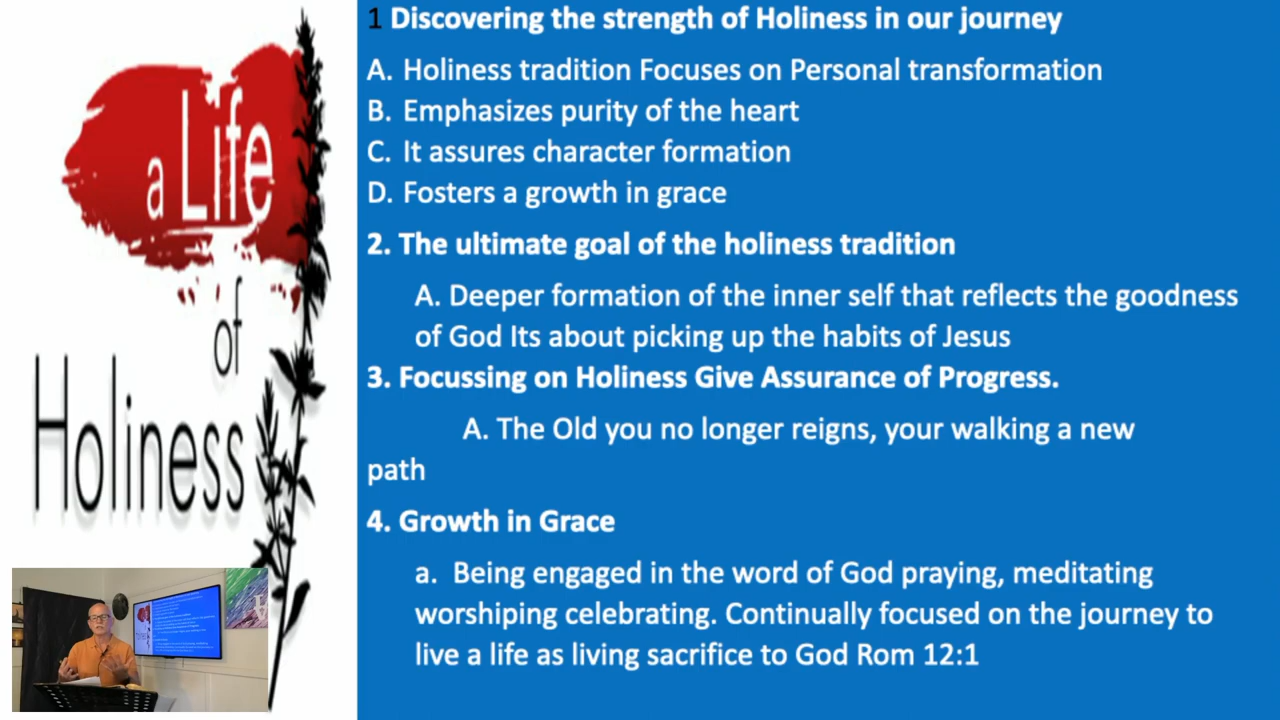 a Life
of
Holiness
1 Discovering the strength of Holiness in our journey
A. Holiness tradition Focuses on Personal transformation
B. Emphasizes purity of the heart
C. It assures character formation
D. Fosters a growth in grace
2. The ultimate goal of the holiness tradition
A. Deeper formation of the inner self that reflects the goodness
of God Its about picking up the habits of Jesus
3. Focussing on Holiness Give Assurance of Progress.
A. The Old you no longer reigns, your walking a new
path
4. Growth in Grace
a. Being engaged in the word of God praying, meditating
worshiping celebrating. Continually focused on the journey to
live a life as living sacrifice to God Rom 12:1